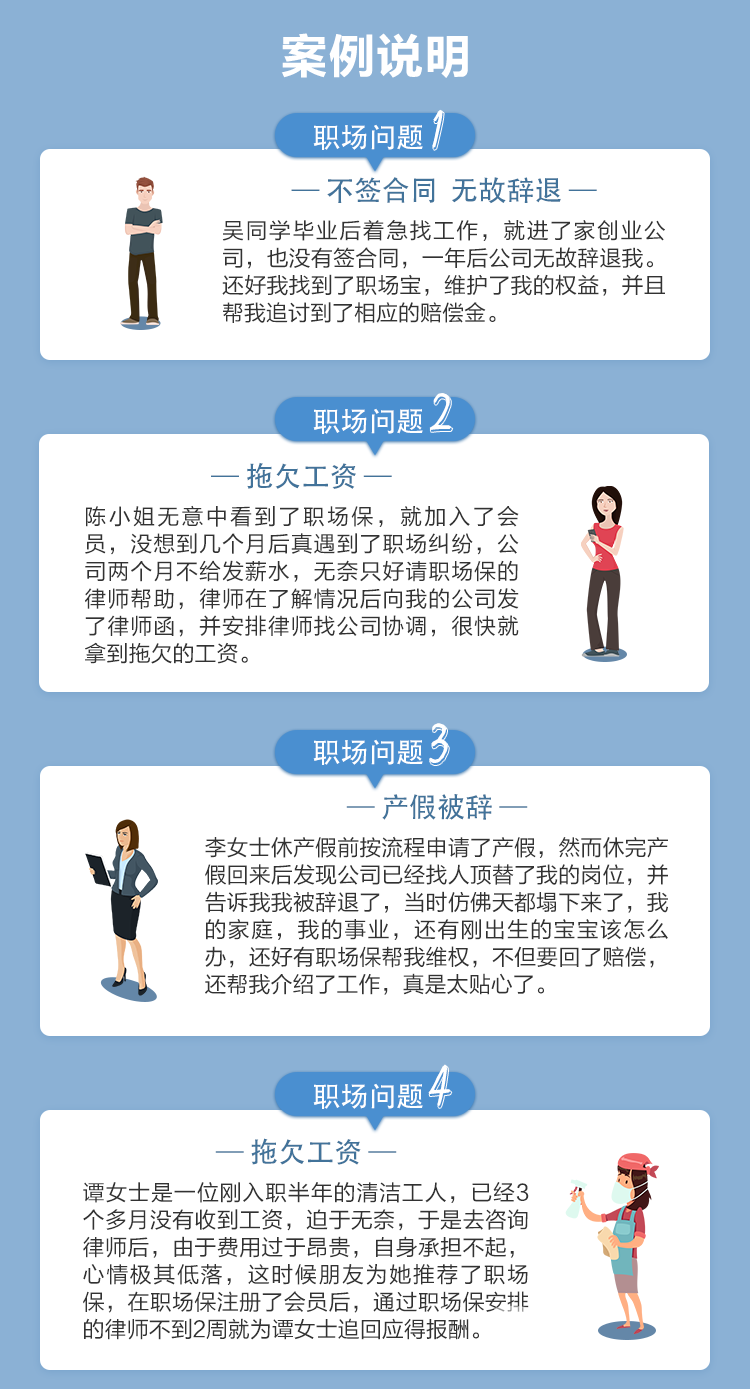 案例说明
职场问题1
— 不签合同 无故辞退 —
吴同学毕业后着急找工作，就进了家创业公
司，也没有签合同，一年后公司无故辞退我。
还好我找到了职场宝，维护了我的权益，并且
帮我追讨到了相应的赔偿金。
职场问题2
— 拖欠工资 —
陈小姐无意中看到了职场保，就加入了会
员，没想到几个月后真遇到了职场纠纷，公
司两个月不给发薪水，无奈只好请职场保的
律师帮助，律师在了解情况后向我的公司发
了律师函，并安排律师找公司协调，很快就
拿到拖欠的工资。
职场问题3
— 产假被辞 —
李女士休产假前按流程申请了产假，然而休完产
假回来后发现公司已经找人顶替了我的岗位，并
告诉我我被辞退了，当时仿佛天都塌下来了，我
的家庭，我的事业，还有刚出生的宝宝该怎么
办，还好有职场保帮我维权，不但要回了赔偿，
还帮我介绍了工作，真是太贴心了。
职场问题4
— 拖欠工资 —
谭女士是一位刚入职半年的清洁工人，已经3
个多月没有收到工资，迫于无奈，于是去咨询
律师后，由于费用过于昂贵，自身承担不起，
心情极其低落，这时候朋友为她推荐了职场
保，在职场保注册了会员后，通过职场保安排
的律师不到2周就为谭女士追回应得报酬。